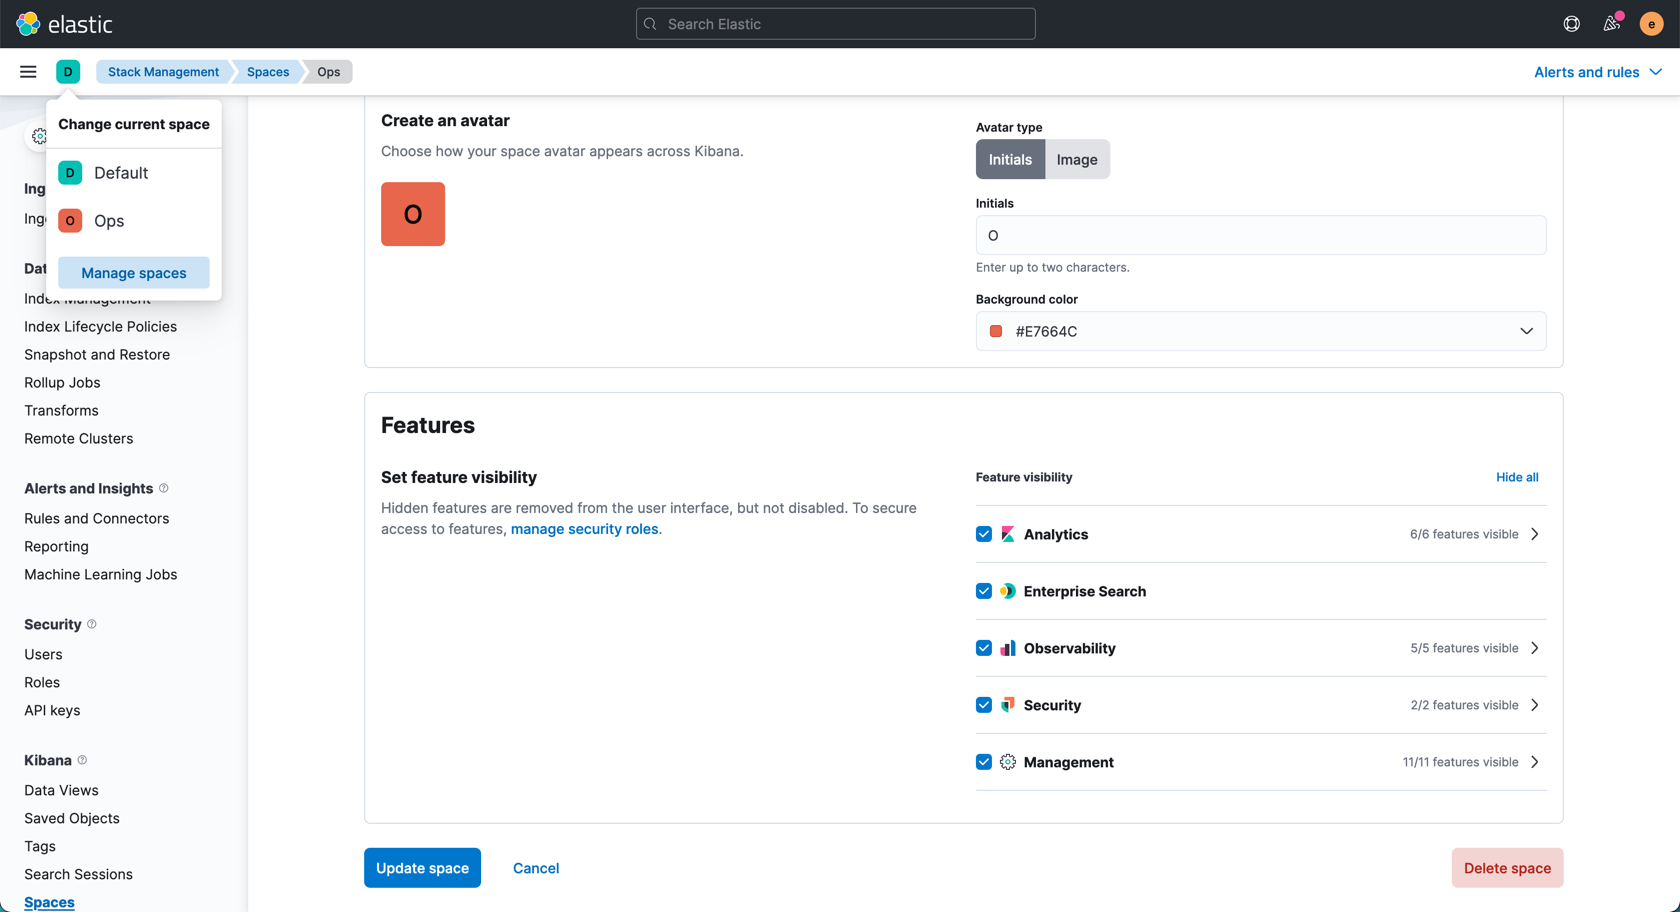 elastic
Search Elastic
e
D
Stack Management
Spaces
Ops
Alerts and rules
Change current space
D
Default
O
Ops
Manage spaces
Index Lifecycle Policies
Snapshot and Restore
Rollup Jobs
Transforms
Remote Clusters
Alerts and Insights
Rules and Connectors
Reporting
Machine Learning Jobs
Security
Users
Roles
API keys
Kibana
Data Views
Saved Objects
Tags
Search Sessions
Spaces
Create an avatar
Choose how your space avatar appears across Kibana.
O
Avatar type
Initials
Image
Initials
O
Enter up to two characters.
Background color
#E7664C
Features
Set feature visibility
Hidden features are removed from the user interface, but not disabled. To secure
access to features, manage security roles.
Feature visibility
Hide all
Analytics
6/6 features visible
Enterprise Search
Observability
5/5 features visible
Security
2/2 features visible
Management
11/11 features visible
Update space
Cancel
Delete space